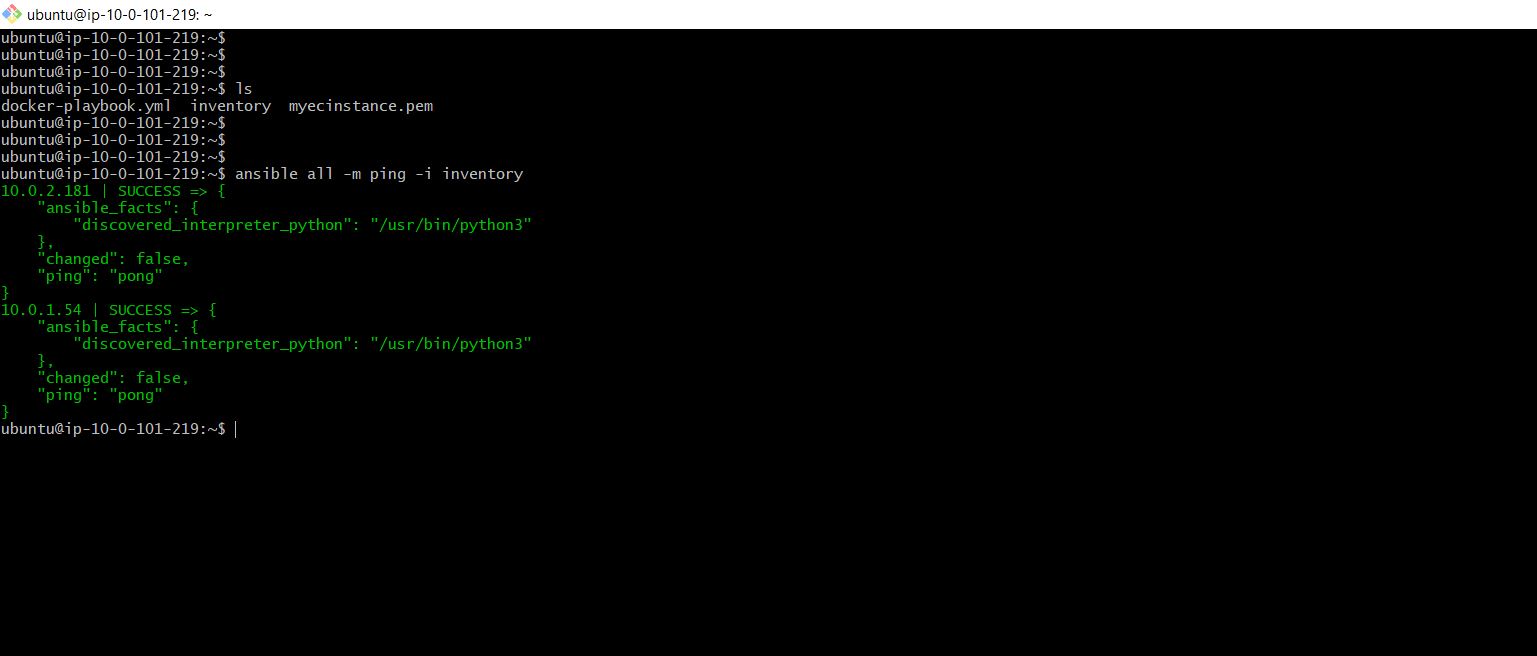 ubuntu@ip-10-0-101-219: ~
ubuntu@ip-10-0-101-219:~$
ubuntu@ip-10-0-101-219:~$
ubuntu@ip-10-0-101-219:~$
ubuntu@ip-10-0-101-219:~$ ls
docker-playbook.yml  inventory  myecinstance.pem
ubuntu@ip-10-0-101-219:~$
ubuntu@ip-10-0-101-219:~$
ubuntu@ip-10-0-101-219:~$
ubuntu@ip-10-0-101-219:~$ ansible all -m ping -i inventory
10.0.2.181 | SUCCESS => {
    "ansible_facts": {
        "discovered_interpreter_python": "/usr/bin/python3"
    },
    "changed": false,
    "ping": "pong"
}
10.0.1.54 | SUCCESS => {
    "ansible_facts": {
        "discovered_interpreter_python": "/usr/bin/python3"
    },
    "changed": false,
    "ping": "pong"
}
ubuntu@ip-10-0-101-219:~$